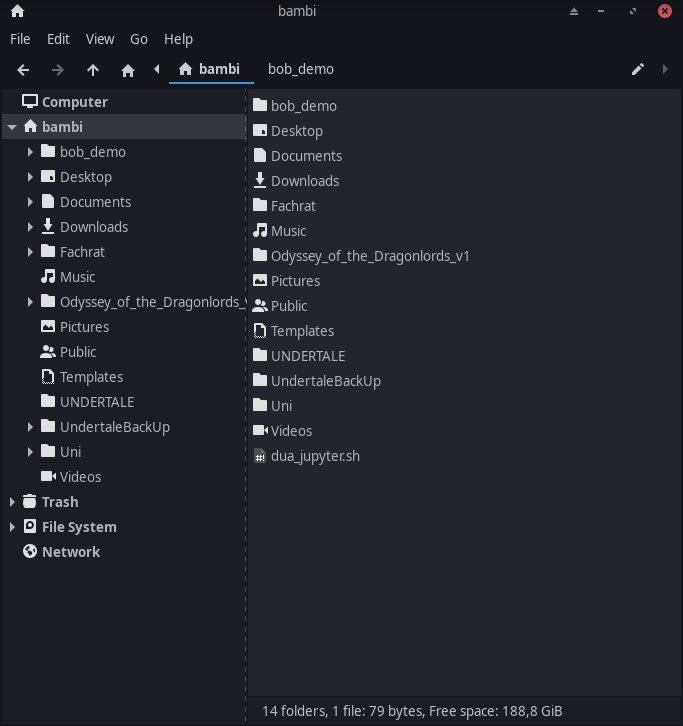 bambi
File Edit View Go Help
bambi bob_demo
Computer
bambi
bob_demo
Desktop
Documents
Downloads
Fachrat
Music
Odyssey_of_the_Dragonlords_v
Pictures
Public
Templates
UNDERTALE
UndertaleBackUp
Uni
Videos
Trash
File System
Network
bob_demo
Desktop
Documents
Downloads
Fachrat
Music
Odyssey_of_the_Dragonlords_v1
Pictures
Public
Templates
UNDERTALE
UndertaleBackUp
Uni
Videos
dua_jupyter.sh
14 folders, 1 file: 79 bytes, Free space: 188,8 GiB